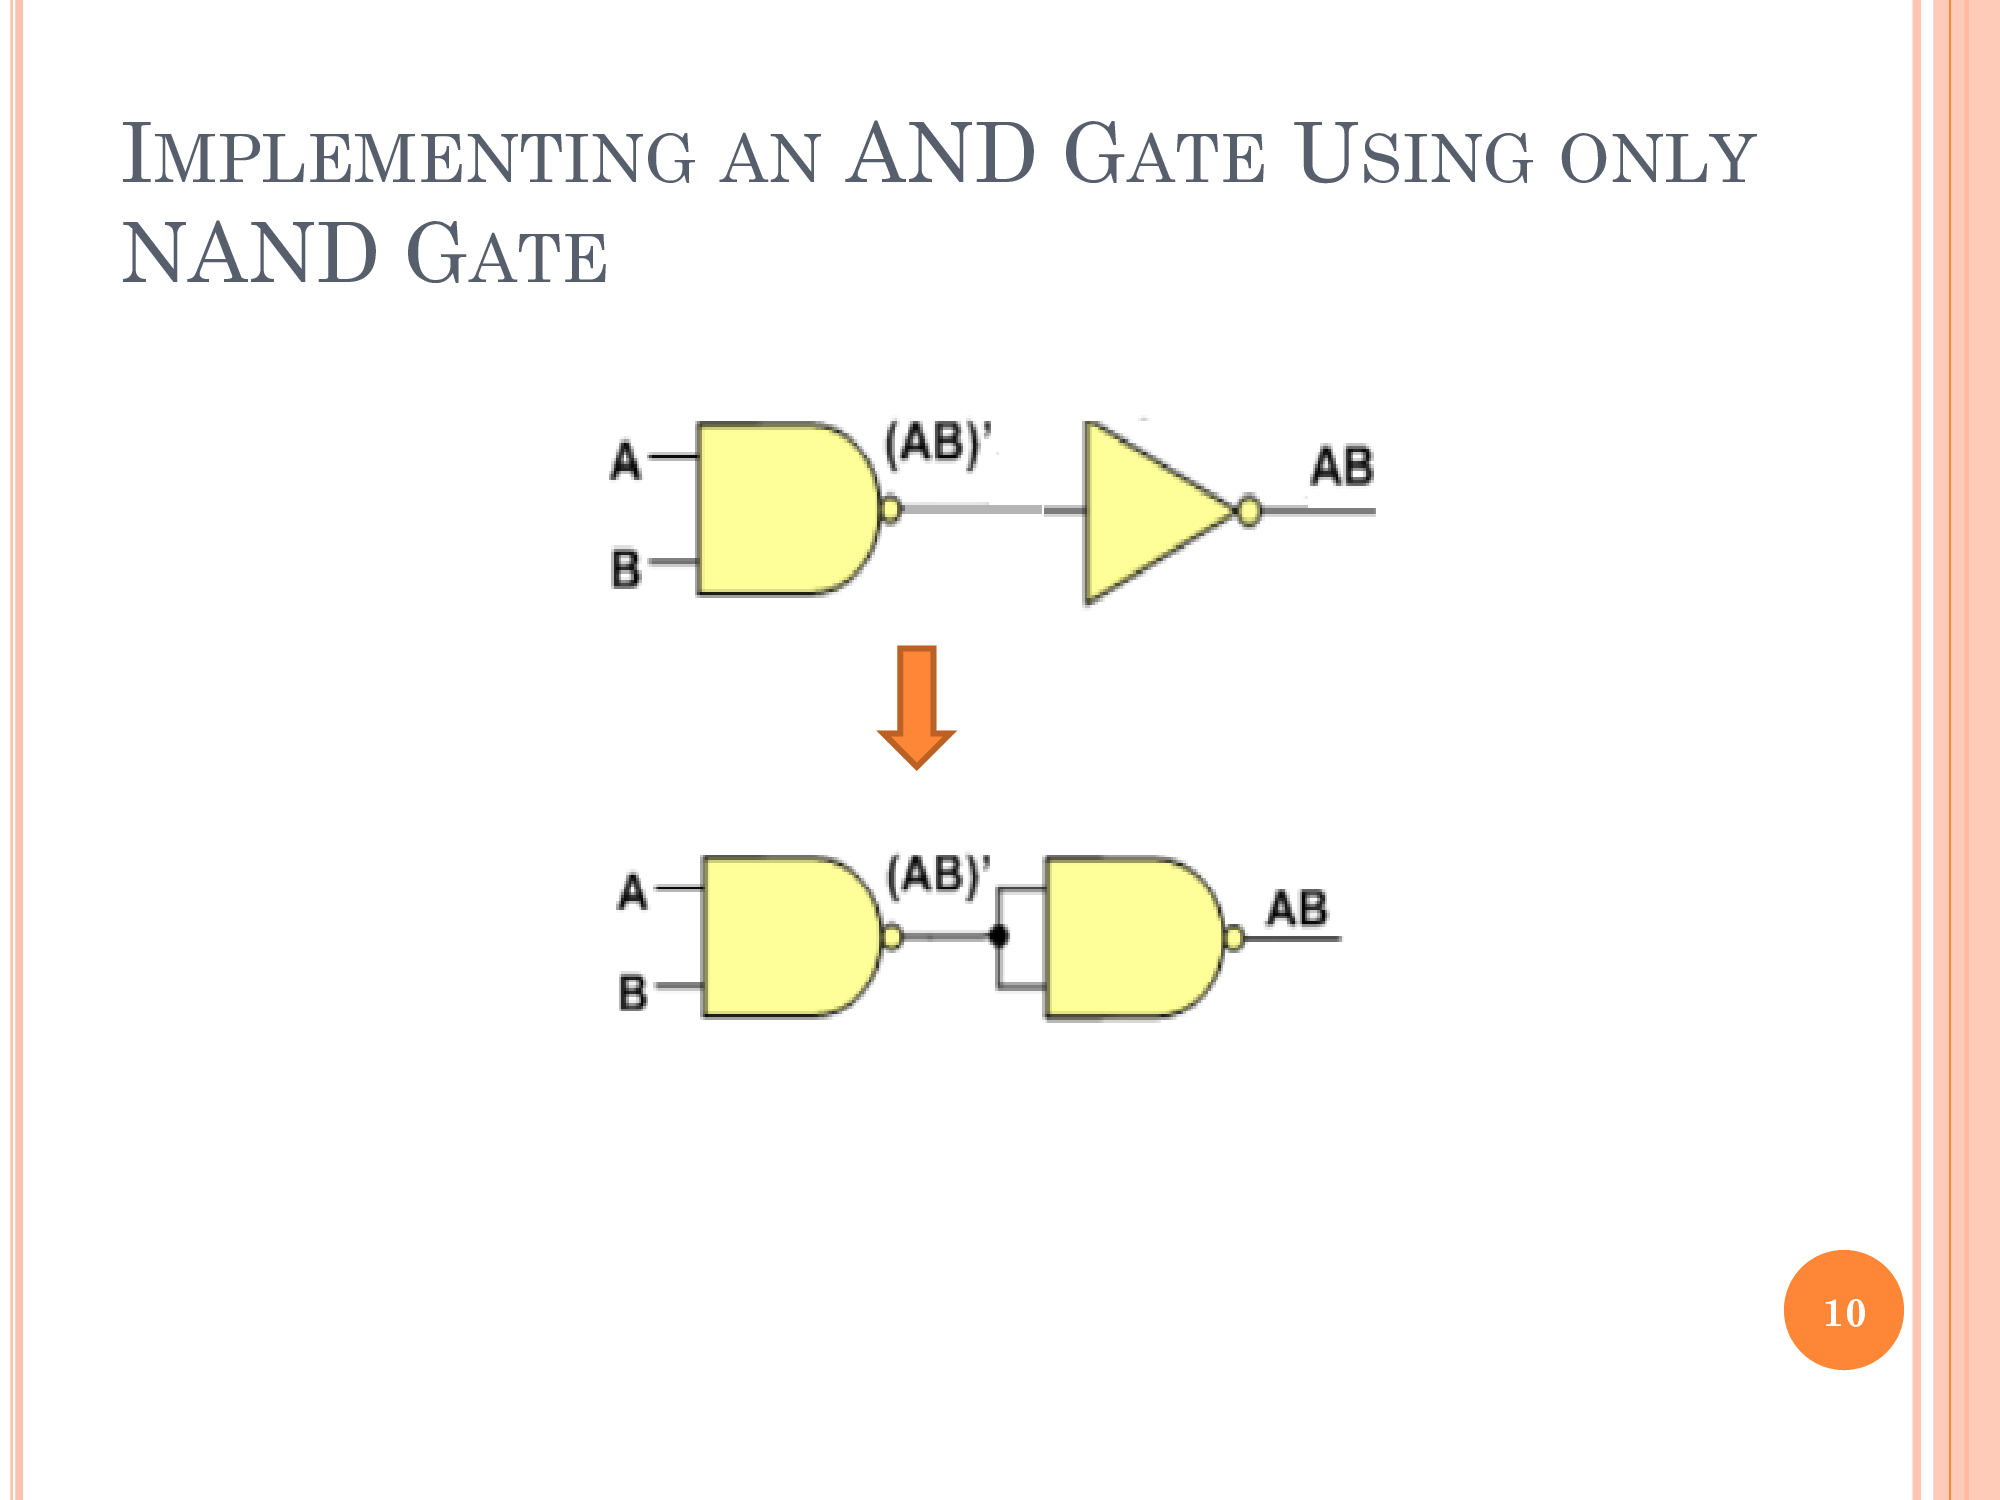 IMPLEMENTING AN AND GATE USING ONLY
NAND GATE
A
(AB)’
AB
B
A
(AB)’
AB
B
10